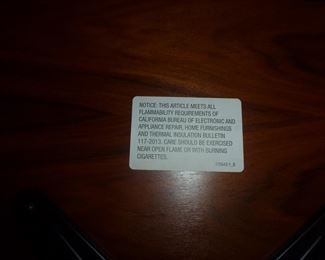 NOTICE: THIS ARTICLE MEETS ALL
FLAMMABILITY REQUIREMENTS OF
CALIFORNIA BUREAU OF ELECTRONIC AND
APPLIANCE REPAIR, HOME FURNISHINGS
AND THERMAL INSULATION BULLETIN
117-2013. CARE SHOULD BE EXERCISED
NEAR OPEN FLAME OR WITH BURNING
CIGARETTES.